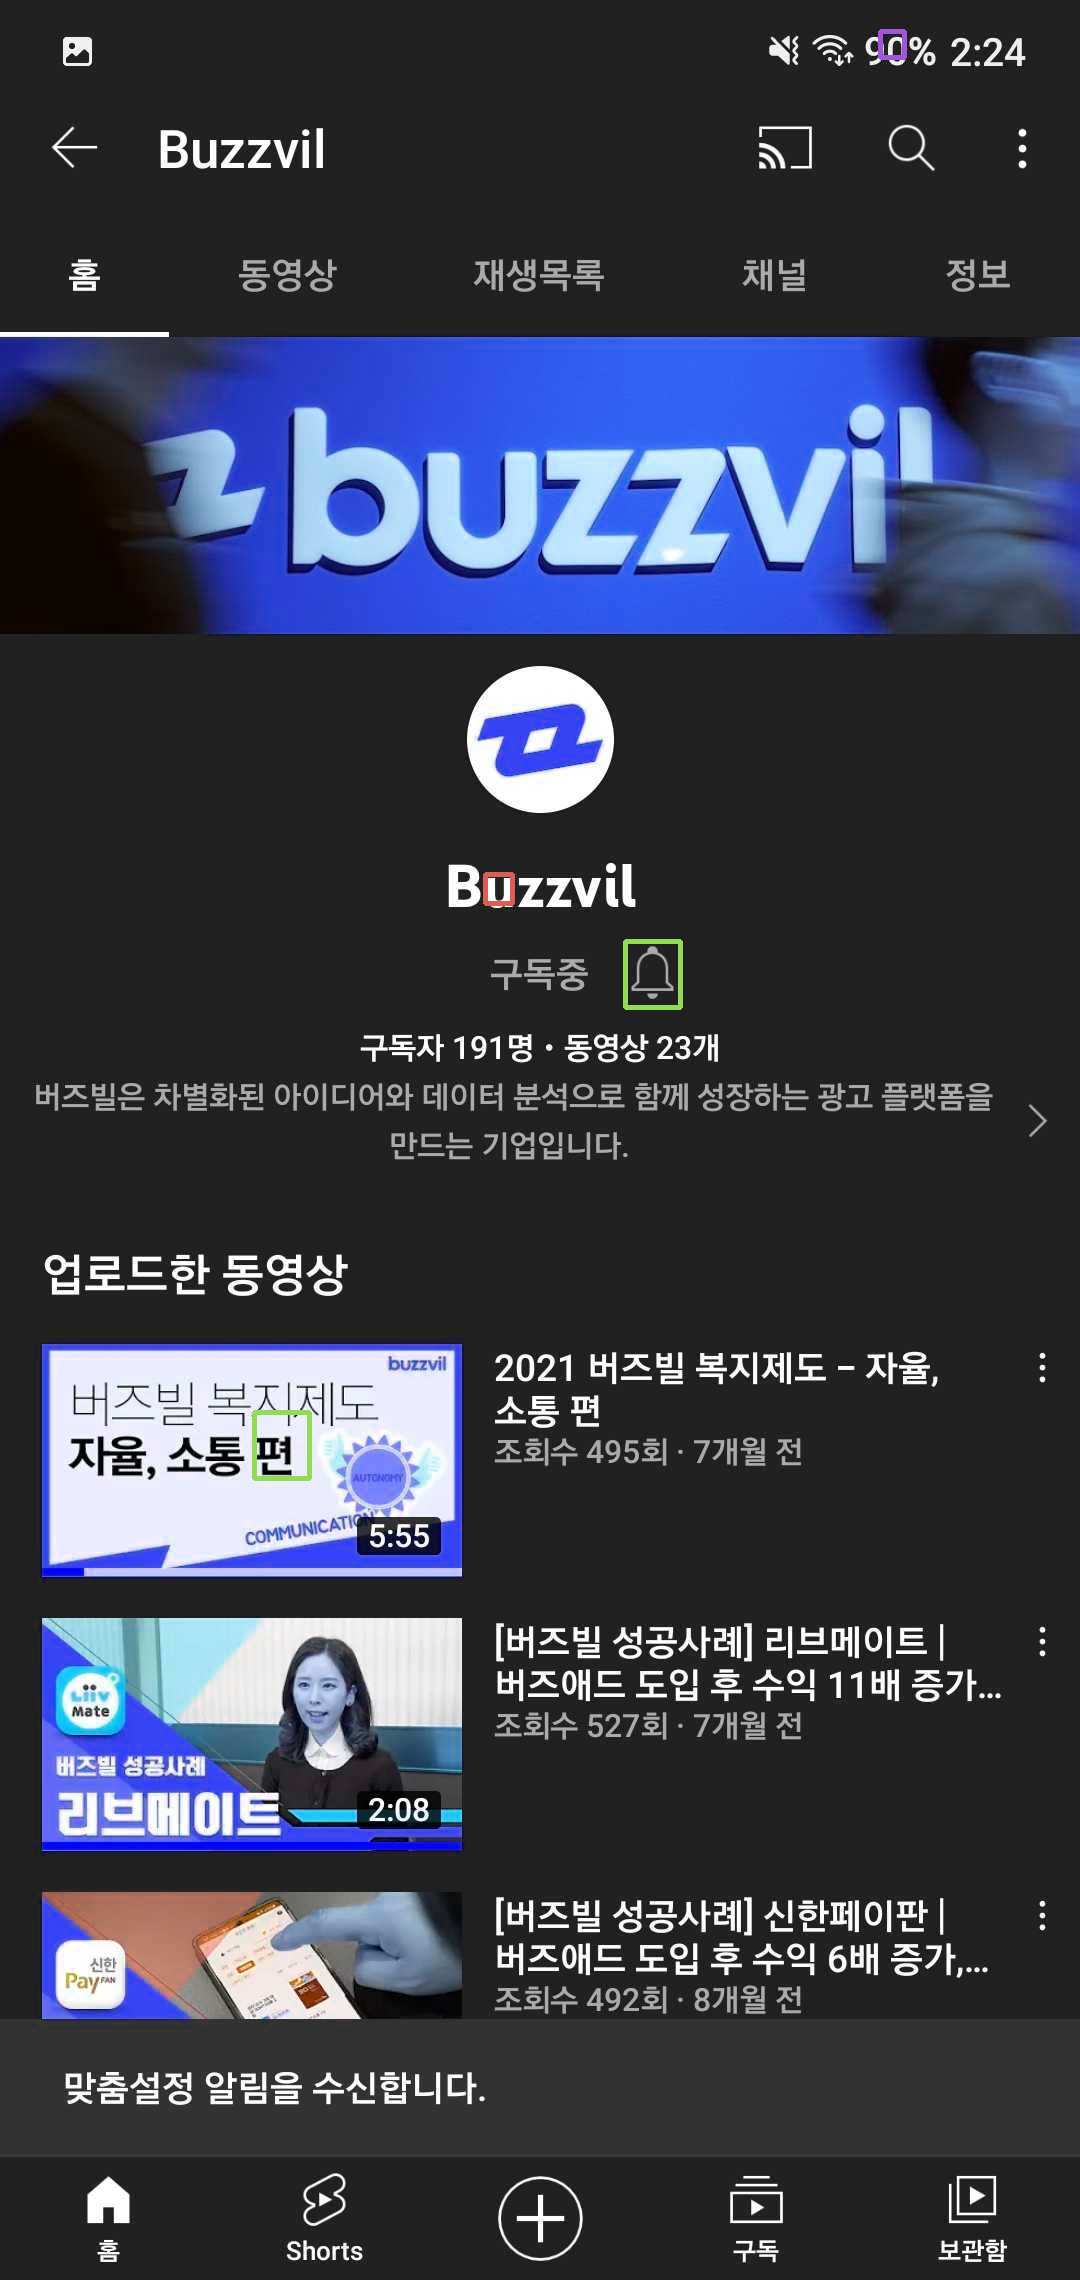 2:24
Buzzvil
홈 동영상 재생목록 채널 정보
buzzvil
Buzzvil
구독중
구독자 191명 · 동영상 23개
버즈빌은 차별화된 아이디어와 데이터 분석으로 함께 성장하는 광고 플랫폼을
만드는 기업입니다.
업로드한 동영상
buzzvil
버즈빌 복지제도
자율, 소통 편
AUTONOMY
COMMUNICATION
5:55
2021 버즈빌 복지제도 – 자율,
소통 편
조회수 495회 · 7개월 전
Liiv
Mate
버즈빌 성공사례
리브메이트
2:08
[버즈빌 성공사례] 리브메이트 |
버즈애드 도입 후 수익 11배 증가...
조회수 527회 · 7개월 전
신한
PayFAN
[버즈빌 성공사례] 신한페이판 |
버즈애드 도입 후 수익 6배 증가,...
조회수 492회 · 8개월 전
맞춤설정 알림을 수신합니다.
홈 Shorts 구독 보관함